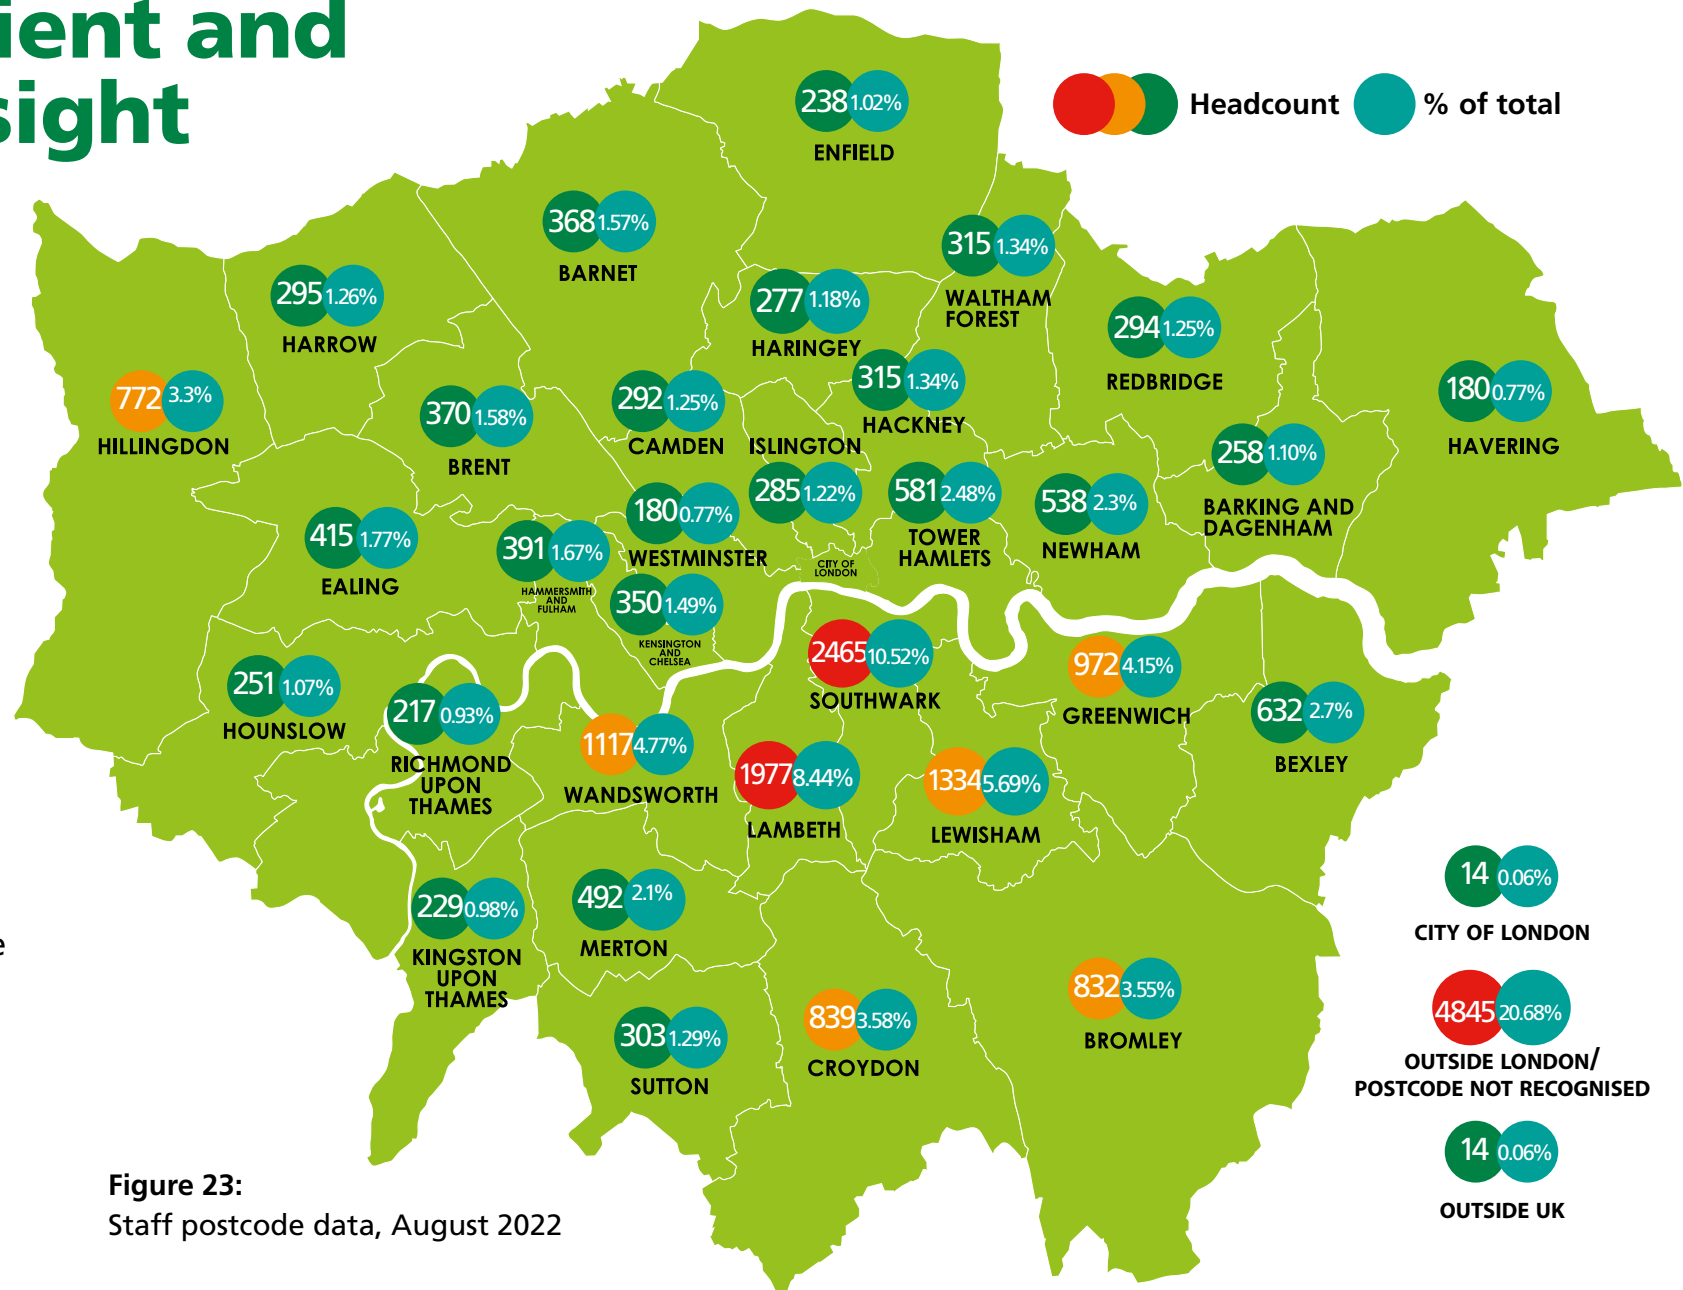 ient and
sight
Headcount
% of total
238 1.02%
ENFIELD
368 1.57%
BARNET
315 1.34%
WALTHAM
FOREST
295 1.26%
HARROW
277 1.18%
HARINGEY
294 1.25%
REDBRIDGE
772 3.3%
HILLINGDON
370 1.58%
BRENT
292 1.25%
CAMDEN
315 1.34%
HACKNEY
180 0.77%
HAVERING
ISLINGTON
285 1.22%
258 1.10%
BARKING AND
DAGENHAM
415 1.77%
EALING
391 1.67%
HAMMERSMITH
AND
FULHAM
180 0.77%
WESTMINSTER
581 2.48%
TOWER
HAMLETS
538 2.3%
NEWHAM
CITY OF
LONDON
350 1.49%
KENSINGTON
AND
CHELSEA
2465 10.52%
SOUTHWARK
972 4.15%
GREENWICH
251 1.07%
HOUNSLOW
217 0.93%
RICHMOND
UPON
THAMES
1117 4.77%
WANDSWORTH
1977 8.44%
LAMBETH
1334 5.69%
LEWISHAM
632 2.7%
BEXLEY
229 0.98%
KINGSTON
UPON
THAMES
492 2.1%
MERTON
14 0.06%
CITY OF LONDON
e
303 1.29%
SUTTON
839 3.58%
CROYDON
832 3.55%
BROMLEY
4845 20.68%
OUTSIDE LONDON/
POSTCODE NOT RECOGNISED
14 0.06%
OUTSIDE UK
Figure 23:
Staff postcode data, August 2022